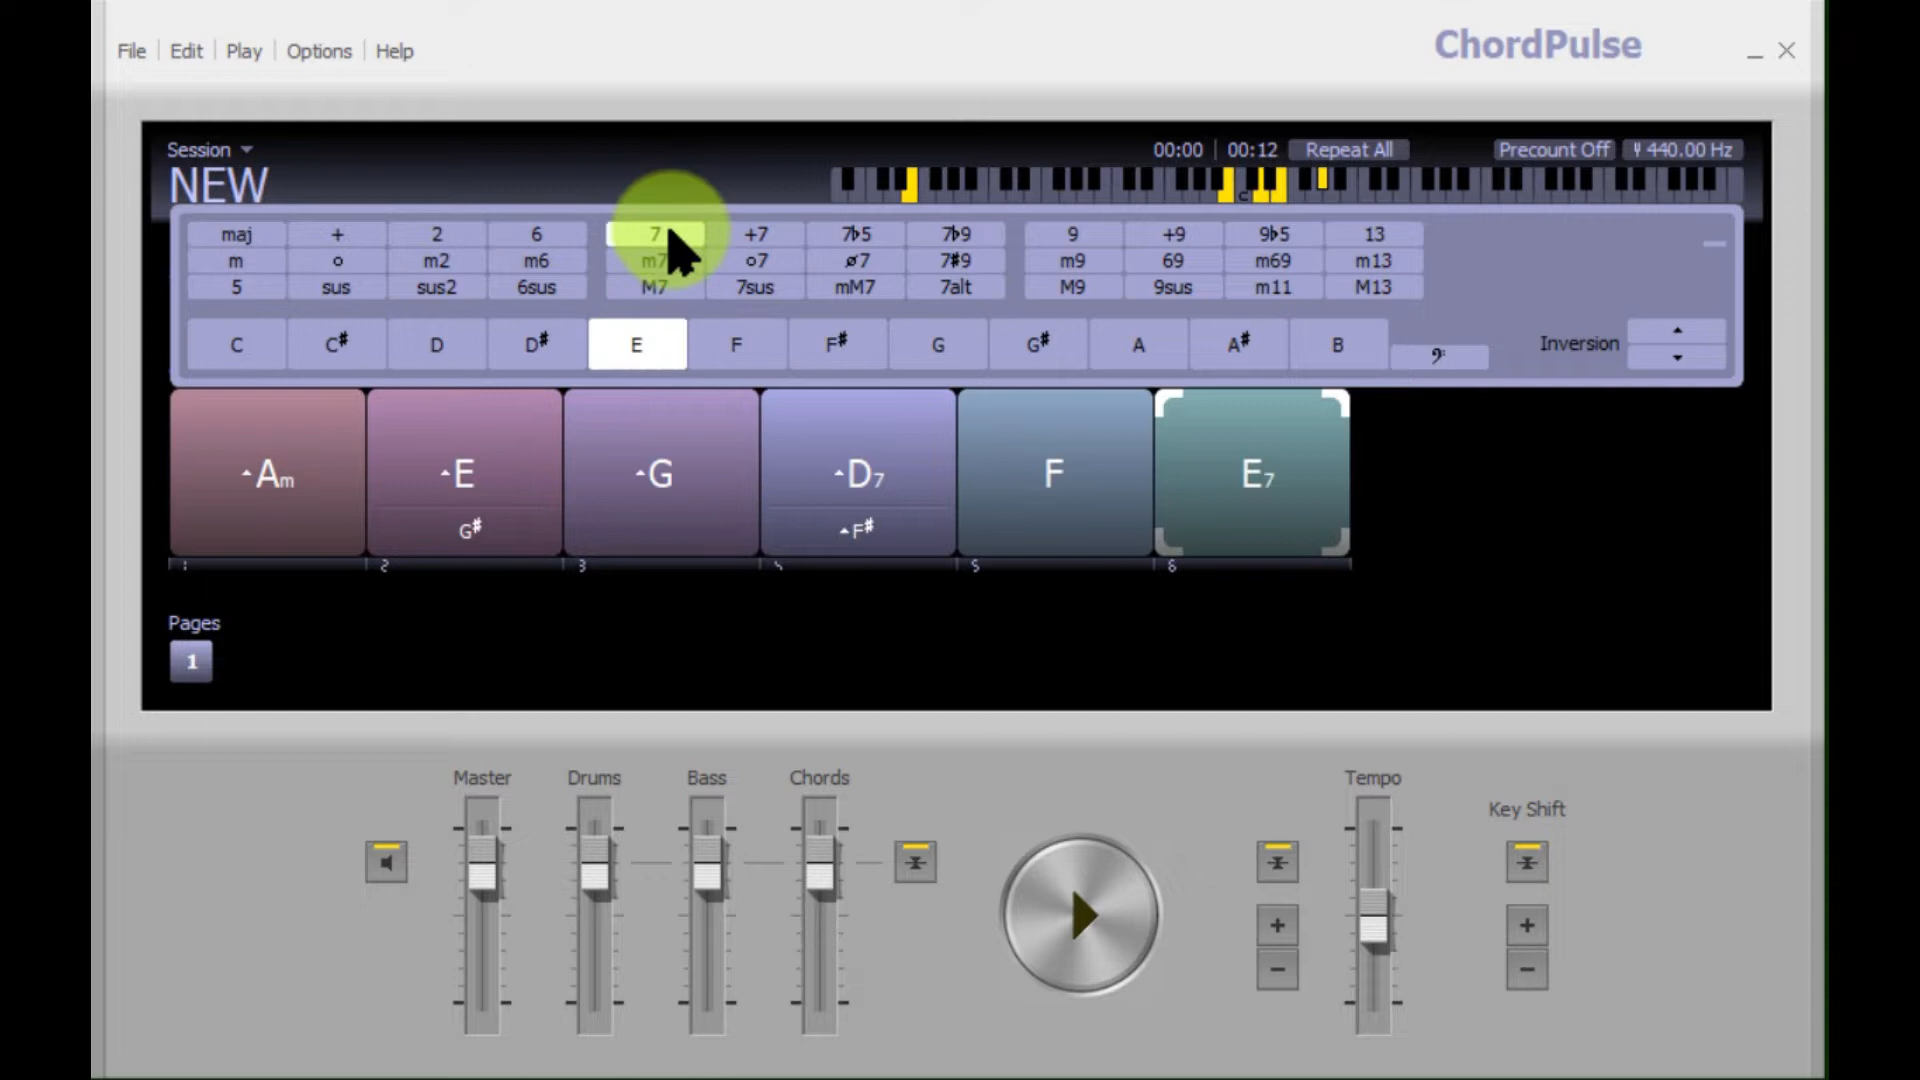 File Edit Play Options Help
ChordPulse
Session 00:00 00:12 Repeat All Precount Off 440.00 Hz
NEW
C
maj + 2 6 7 +7 7♭5 7♭9 9 +9 9♭5 13
m o m2 m6 m7 o7 ø7 7♯9 m9 69 m69 m13
5 sus sus2 6sus M7 7sus mM7 7alt M9 9sus m11 M13
C C♯ D D♯ E F F♯ G G♯ A A♯ B
Inversion
Am E G D7 F E7
G♯ F♯
1 2 3 4 5 6
Pages
1
Master Drums Bass Chords Tempo
Key Shift